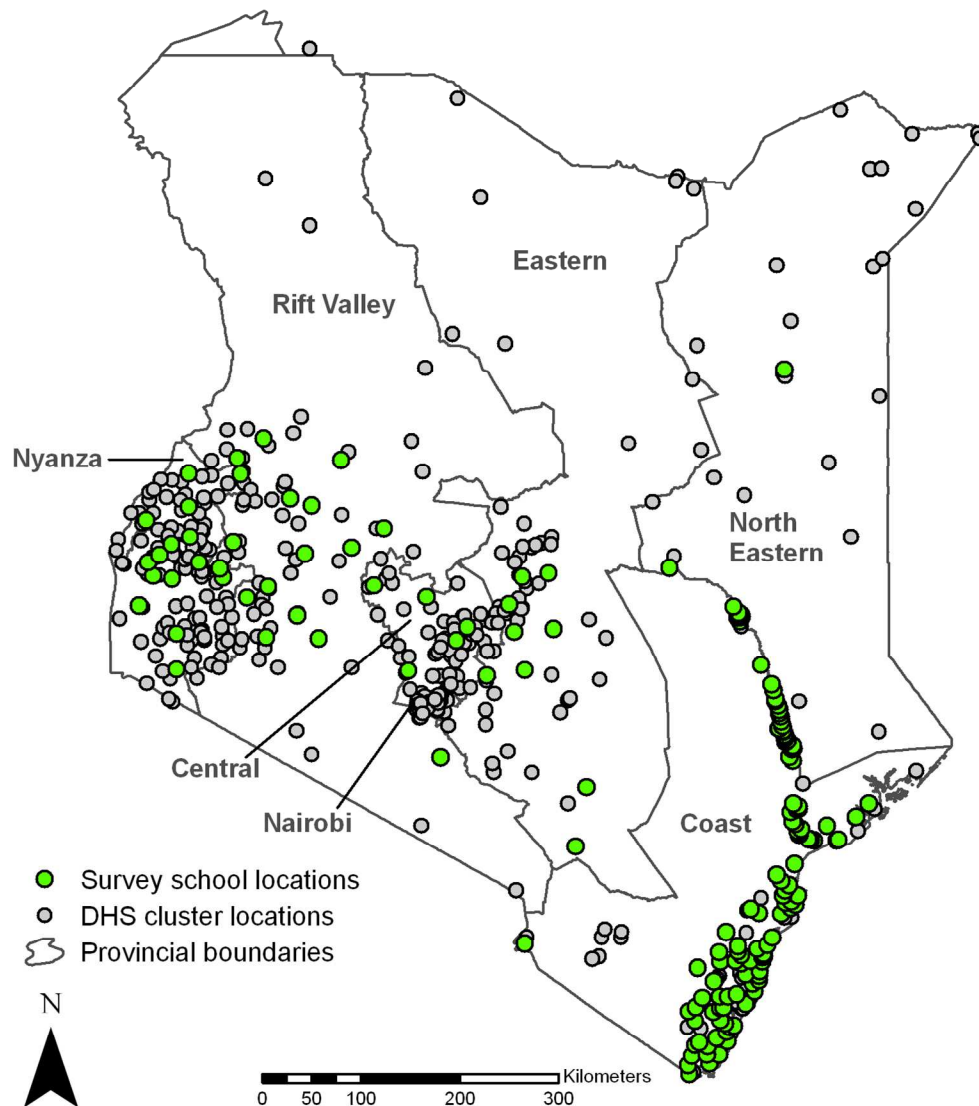 Eastern
Rift Valley
Nyanza
North
Eastern
Central
Nairobi
Coast
Survey school locations
DHS cluster locations
Provincial boundaries
N
Kilometers
0 50 100 200 300